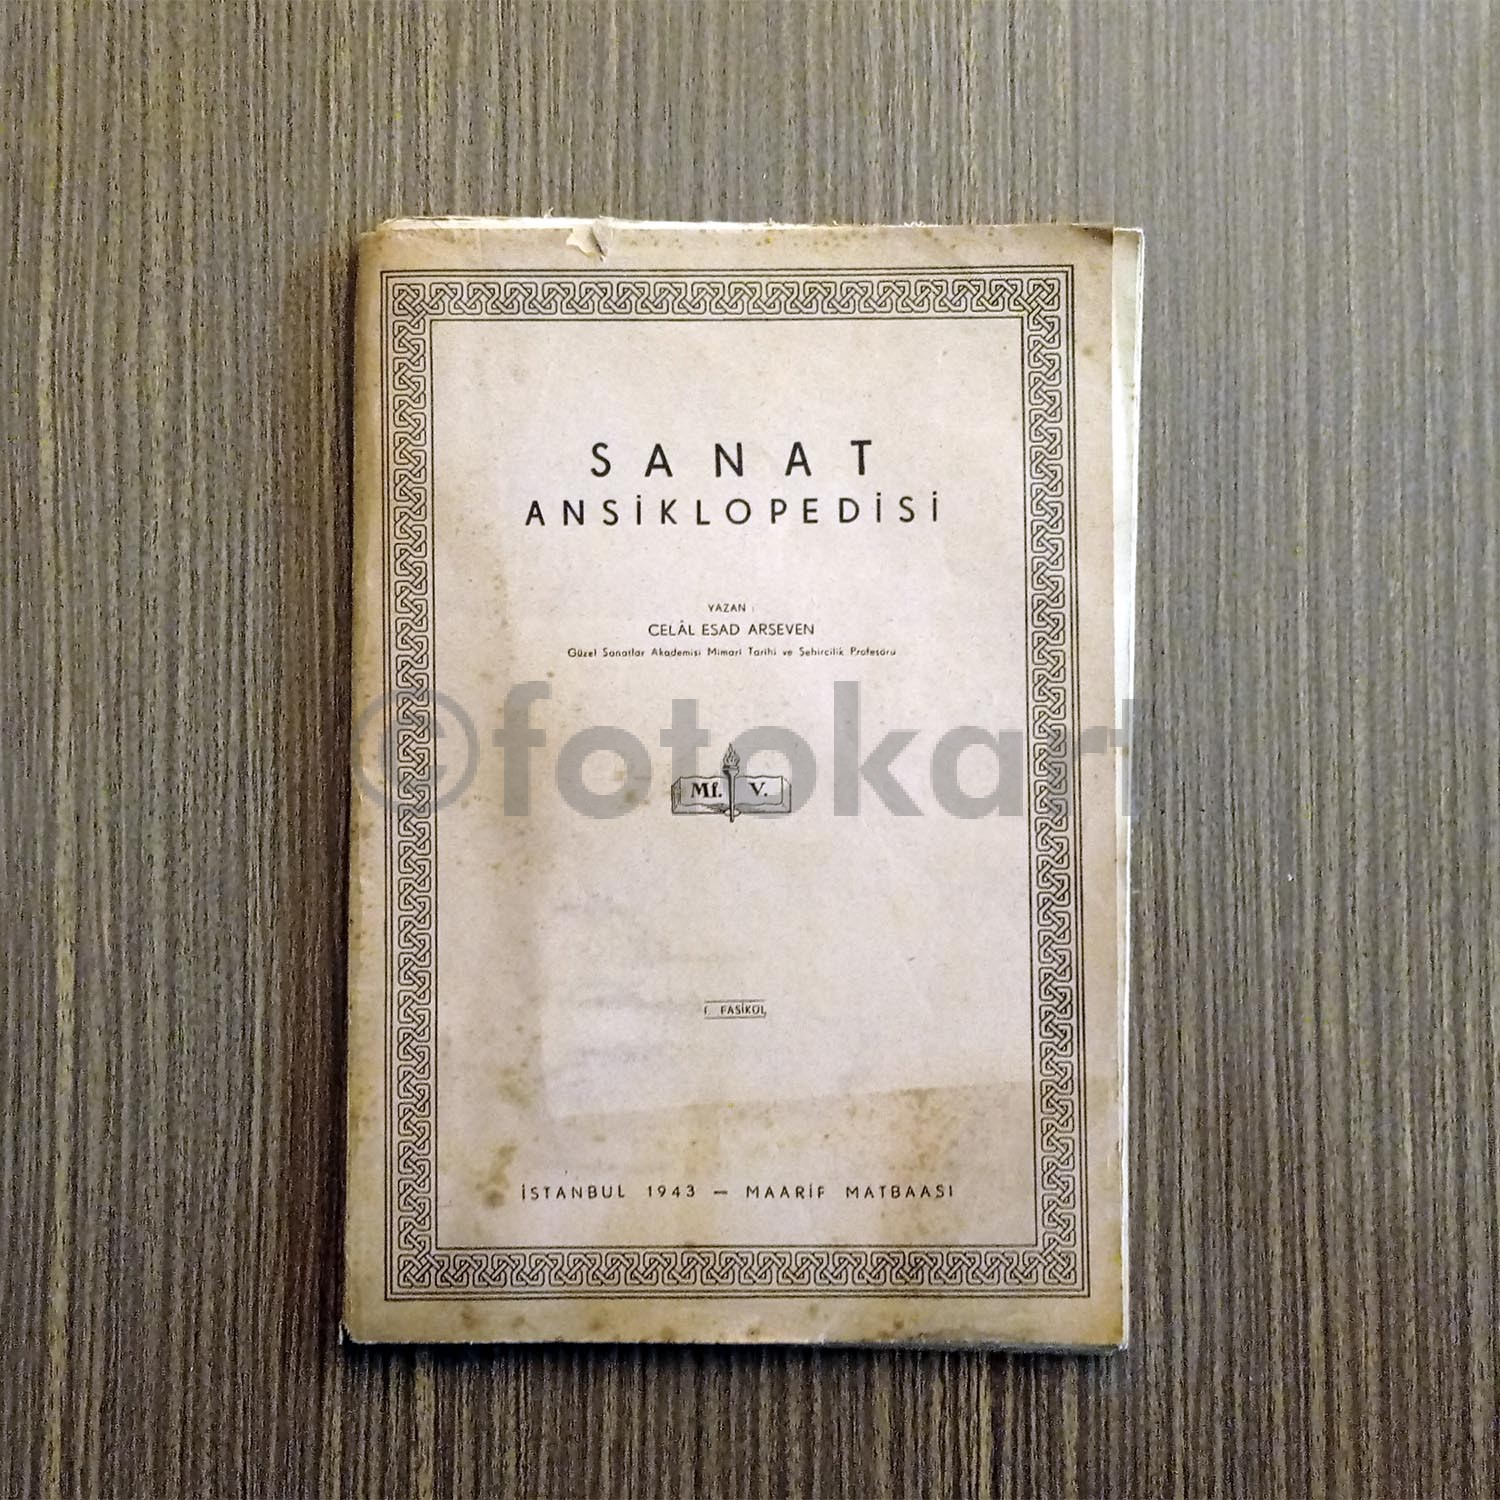 SANAT
ANSİKLOPEDİSİ
YAZAN :
CELÂL ESAD ARSEVEN
Güzel Sanatlar Akademisi Mimarî Tarihi ve Şehircilik Profesörü
©fotokart
Mf. V.
I. FASİKÜL
İSTANBUL 1943 — MAARİF MATBAASI